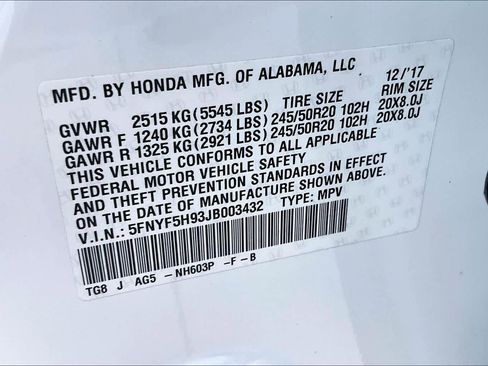 MFD. BY HONDA MFG. OF ALABAMA, LLC 12/'17
GVWR 2515 KG (5545 LBS) TIRE SIZE RIM SIZE
GAWR F 1240 KG (2734 LBS) 245/50R20 102H 20X8.0J
GAWR R 1325 KG (2921 LBS) 245/50R20 102H 20X8.0J
THIS VEHICLE CONFORMS TO ALL APPLICABLE
FEDERAL MOTOR VEHICLE SAFETY
AND THEFT PREVENTION STANDARDS IN EFFECT
ON THE DATE OF MANUFACTURE SHOWN ABOVE.
V.I.N.: 5FNYF5H93JB003432 TYPE: MPV
TG8 J AG5 -NH603P -F-B